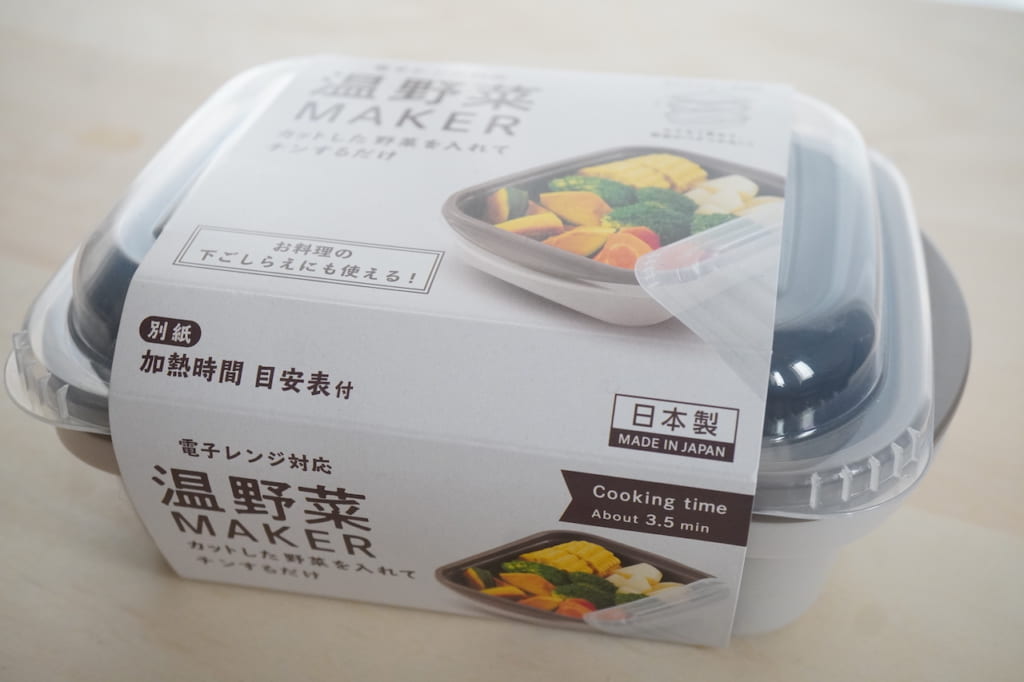 温野菜
MAKER
カットした野菜を入れて
チンするだけ
お料理の
下ごしらえにも使える!
別紙
加熱時間 目安表付
日本製
MADE IN JAPAN
電子レンジ対応
温野菜
MAKER
カットした野菜を入れて
チンするだけ
Cooking time
About 3.5 min